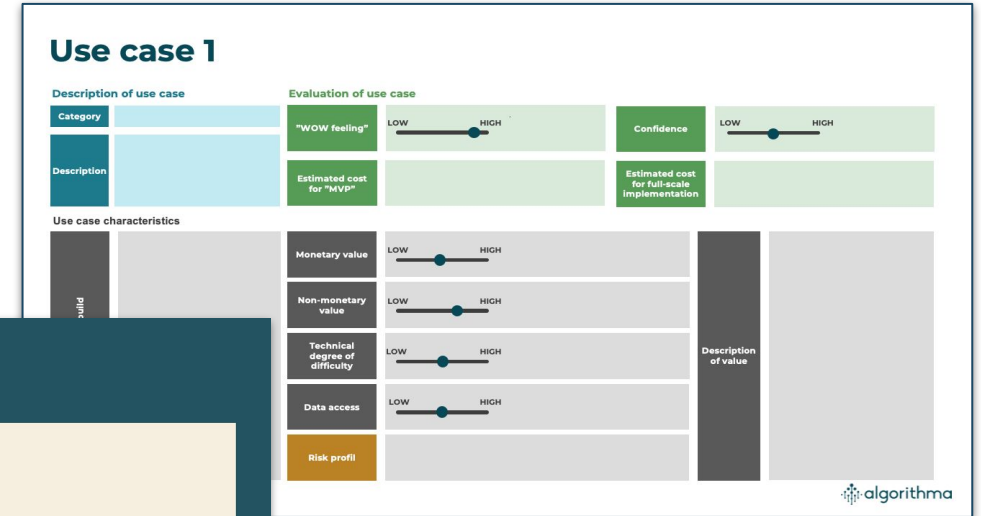 Use case 1
Description of use case
Evaluation of use case
Category
"WOW feeling"
LOW
HIGH
Confidence
LOW
HIGH
Description
Estimated cost
for "MVP"
Estimated cost
for full-scale
implementation
Use case characteristics
Monetary value
LOW
HIGH
Non-monetary
value
LOW
HIGH
Technical
degree of
difficulty
LOW
HIGH
Description
of value
Data access
LOW
HIGH
Risk profil
algorithma